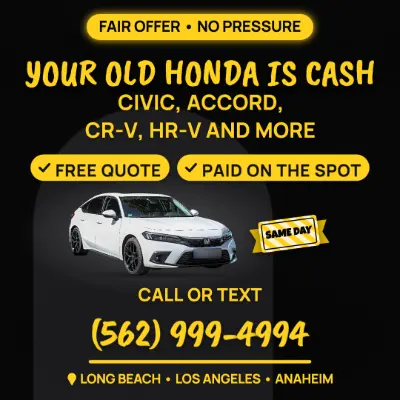 FAIR OFFER • NO PRESSURE
YOUR OLD HONDA IS CASH
CIVIC, ACCORD,
CR-V, HR-V AND MORE
✓ FREE QUOTE ✓ PAID ON THE SPOT
SAME DAY
CALL OR TEXT
(562) 999-4994
LONG BEACH • LOS ANGELES • ANAHEIM